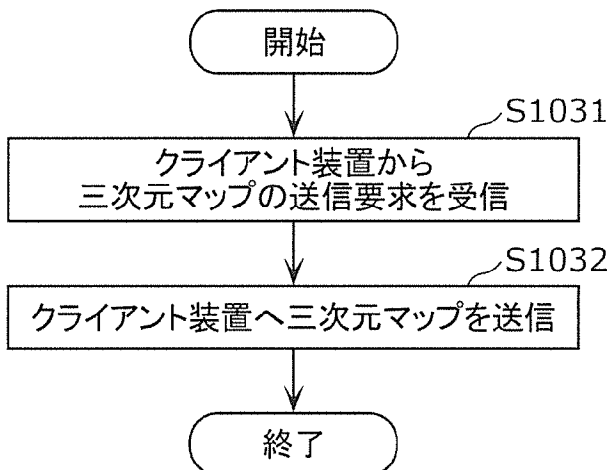 開始
S1031
クライアント装置から
三次元マップの送信要求を受信
S1032
クライアント装置へ三次元マップを送信
終了